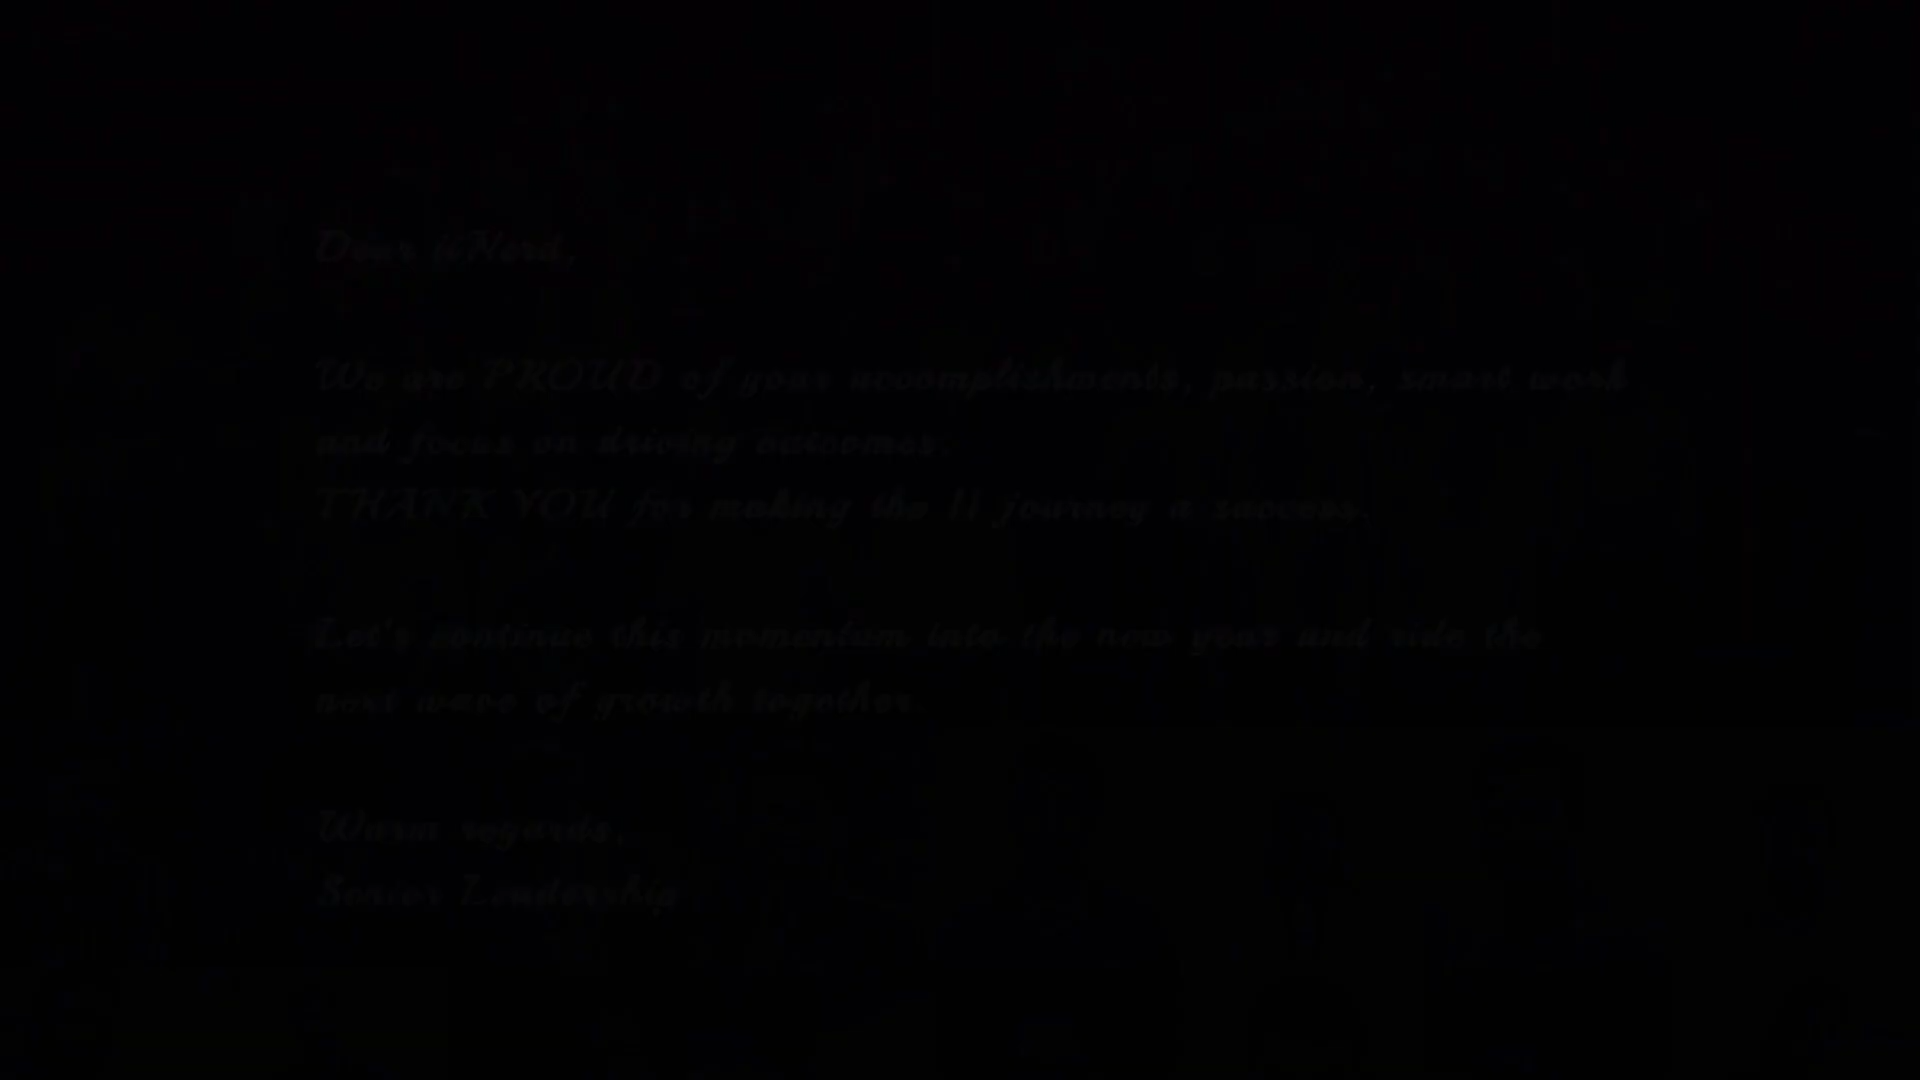 Dear iiNerd,
We are PROUD of your accomplishments, passion, smart work
and focus on driving outcomes.
THANK YOU for making the II journey a success.
Let's continue this momentum into the new year and ride the
next wave of growth together.
Warm regards,
Senior Leadership